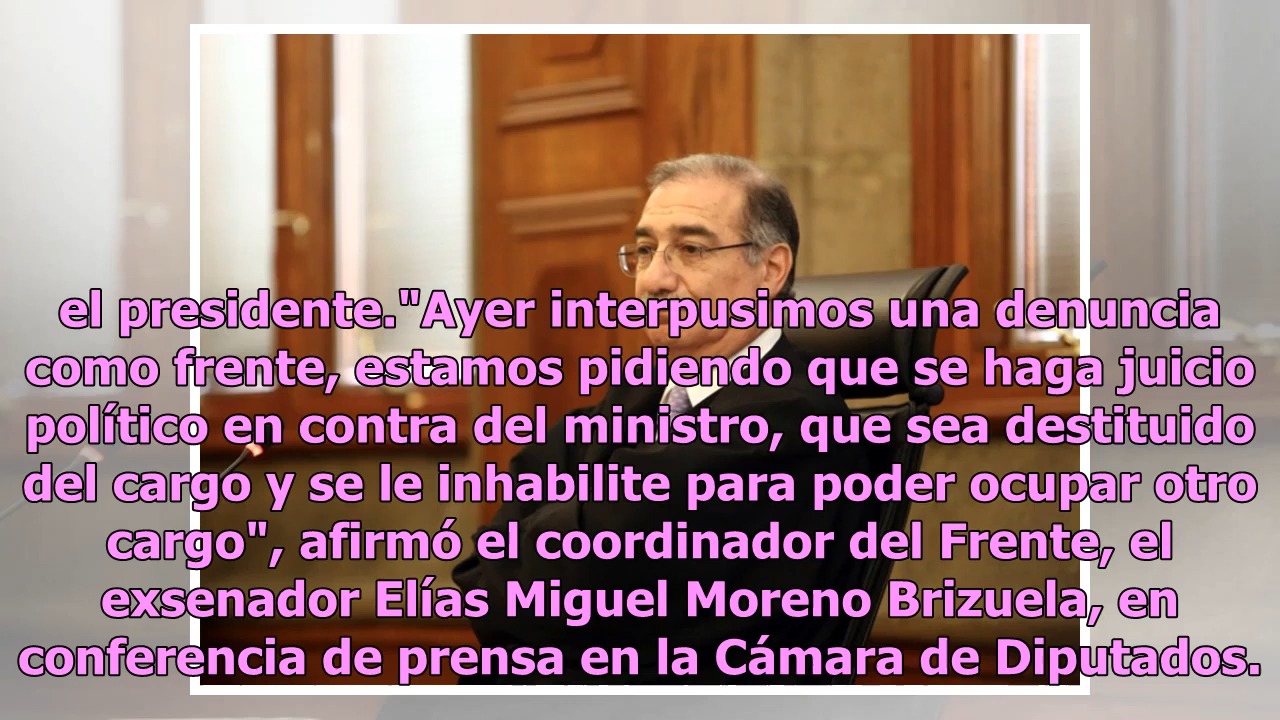 el presidente."Ayer interpusimos una denuncia
como frente, estamos pidiendo que se haga juicio
político en contra del ministro, que sea destituido
del cargo y se le inhabilite para poder ocupar otro
cargo", afirmó el coordinador del Frente, el
exsenador Elías Miguel Moreno Brizuela, en
conferencia de prensa en la Cámara de Diputados.